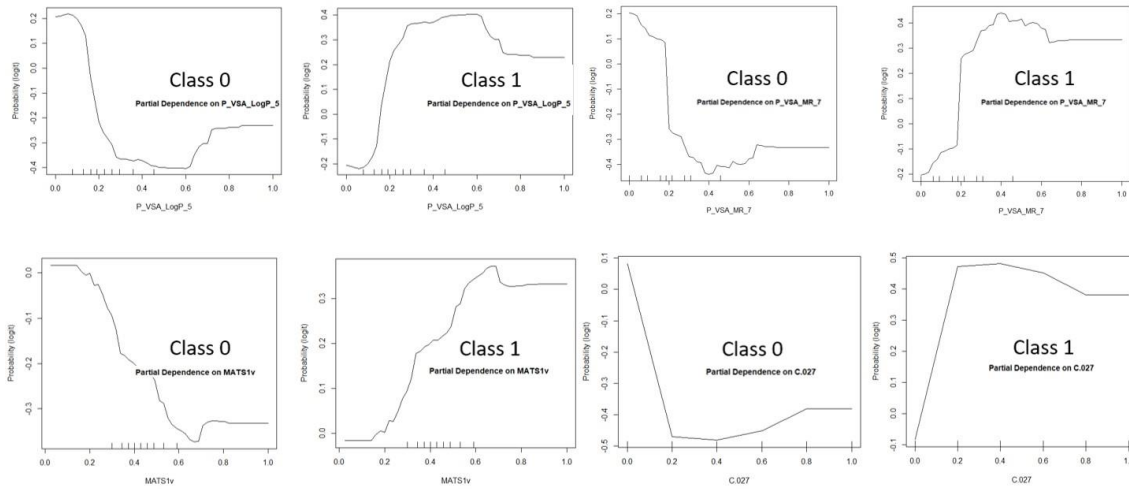 0.2
0.1
0.0
-0.1
-0.2
-0.3
-0.4
Probability (logit)
Class 0
Partial Dependence on P_VSA_LogP_5
0.0 0.2 0.4 0.6 0.8 1.0
P_VSA_LogP_5
0.4
0.3
0.2
0.1
0.0
-0.1
-0.2
Probability (logit)
Class 1
Partial Dependence on P_VSA_LogP_5
0.0 0.2 0.4 0.6 0.8 1.0
P_VSA_LogP_5
0.2
0.1
0.0
-0.1
-0.2
-0.3
-0.4
Probability (logit)
Class 0
Partial Dependence on P_VSA_MR_7
0.0 0.2 0.4 0.6 0.8 1.0
P_VSA_MR_7
0.4
0.3
0.2
0.1
0.0
-0.1
-0.2
Probability (logit)
Class 1
Partial Dependence on P_VSA_MR_7
0.0 0.2 0.4 0.6 0.8 1.0
P_VSA_MR_7
0.0
-0.1
-0.2
-0.3
Probability (logit)
Class 0
Partial Dependence on MATS1v
0.0 0.2 0.4 0.6 0.8 1.0
MATS1v
0.3
0.2
0.1
0.0
Probability (logit)
Class 1
Partial Dependence on MATS1v
0.0 0.2 0.4 0.6 0.8 1.0
MATS1v
0.1
0.0
-0.1
-0.2
-0.3
-0.4
-0.5
Probability (logit)
Class 0
Partial Dependence on C.027
0.0 0.2 0.4 0.6 0.8 1.0
C.027
0.5
0.4
0.3
0.2
0.1
0.0
-0.1
Probability (logit)
Class 1
Partial Dependence on C.027
0.0 0.2 0.4 0.6 0.8 1.0
C.027